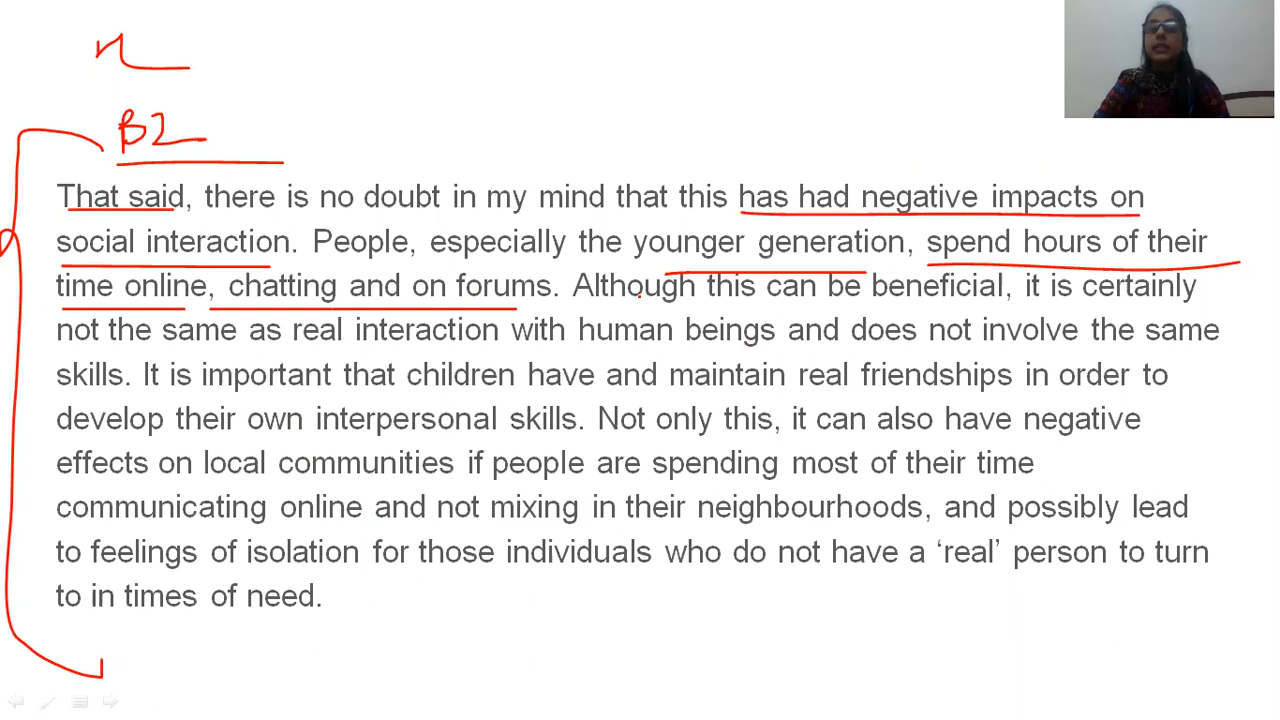 B2
That said, there is no doubt in my mind that this has had negative impacts on
social interaction. People, especially the younger generation, spend hours of their
time online, chatting and on forums. Although this can be beneficial, it is certainly
not the same as real interaction with human beings and does not involve the same
skills. It is important that children have and maintain real friendships in order to
develop their own interpersonal skills. Not only this, it can also have negative
effects on local communities if people are spending most of their time
communicating online and not mixing in their neighbourhoods, and possibly lead
to feelings of isolation for those individuals who do not have a ‘real’ person to turn
to in times of need.